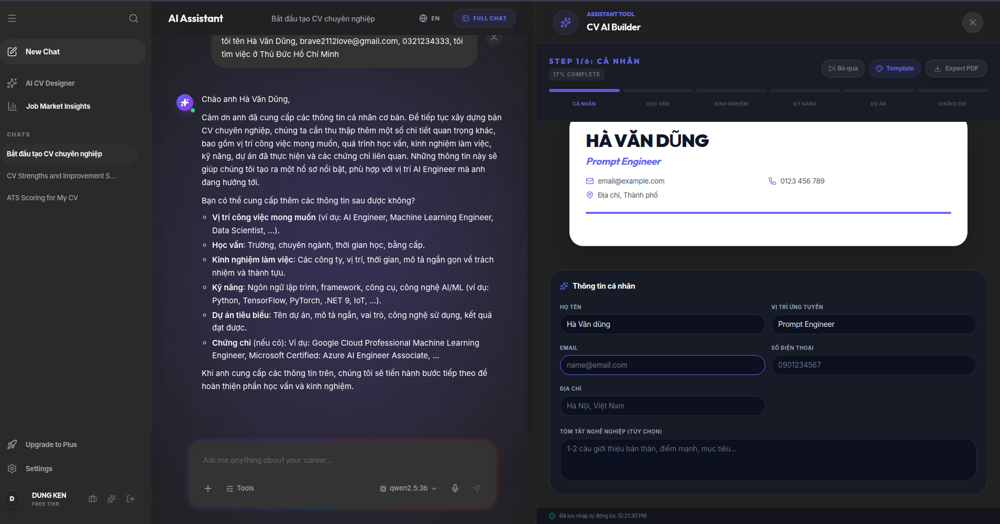 New Chat
AI CV Designer
Job Market Insights
CHATS
Bắt đầu tạo CV chuyên nghiệp
CV Strengths and Improvement S...
ATS Scoring for My CV
Upgrade to Plus
Settings
D
DUNG KEN
FREE TIER
AI Assistant
Bắt đầu tạo CV chuyên nghiệp
EN
FULL CHAT
tôi tên Hà Văn Dũng, brave2112love@gmail.com, 0321234333, tôi
tìm việc ở Thủ Đức Hồ Chí Minh
Chào anh Hà Văn Dũng,
Cảm ơn anh đã cung cấp các thông tin cá nhân cơ bản. Để tiếp tục xây dựng bản
CV chuyên nghiệp, chúng ta cần thu thập thêm một số chi tiết quan trọng khác,
bao gồm vị trí công việc mong muốn, quá trình học vấn, kinh nghiệm làm việc,
kỹ năng, dự án đã thực hiện và các chứng chỉ liên quan. Những thông tin này sẽ
giúp chúng tôi tạo ra một hồ sơ nổi bật, phù hợp với vị trí AI Engineer mà anh
đang hướng tới.
Bạn có thể cung cấp thêm các thông tin sau được không?
Vị trí công việc mong muốn (ví dụ: AI Engineer, Machine Learning Engineer,
Data Scientist, ...).
Học vấn: Trường, chuyên ngành, thời gian học, bằng cấp.
Kinh nghiệm làm việc: Các công ty, vị trí, thời gian, mô tả ngắn gọn về trách
nhiệm và thành tựu.
Kỹ năng: Ngôn ngữ lập trình, framework, công cụ, công nghệ AI/ML (ví dụ:
Python, TensorFlow, PyTorch, .NET 9, IoT, ...).
Dự án tiêu biểu: Tên dự án, mô tả ngắn, vai trò, công nghệ sử dụng, kết quả
đạt được.
Chứng chỉ (nếu có): Ví dụ: Google Cloud Professional Machine Learning
Engineer, Microsoft Certified: Azure AI Engineer Associate, ...
Khi anh cung cấp các thông tin trên, chúng tôi sẽ tiến hành bước tiếp theo để
hoàn thiện phần học vấn và kinh nghiệm.
Ask me anything about your career...
Tools
qwen2.5:3b
ASSISTANT TOOL
CV AI Builder
STEP 1/6: CÁ NHÂN
17% COMPLETE
Bỏ qua
Template
Export PDF
CÁ NHÂN
HỌC VẤN
KINH NGHIỆM
KỸ NĂNG
DỰ ÁN
CHỨNG CHỈ
HÀ VĂN DŨNG
Prompt Engineer
email@example.com
0123 456 789
Địa chỉ, Thành phố
Thông tin cá nhân
HỌ TÊN
VỊ TRÍ ỨNG TUYỂN
Hà Văn dũng
Prompt Engineer
EMAIL
SỐ ĐIỆN THOẠI
name@email.com
0901234567
ĐỊA CHỈ
Hà Nội, Việt Nam
TÓM TẮT NGHỀ NGHIỆP (TÙY CHỌN)
1-2 câu giới thiệu bản thân, điểm mạnh, mục tiêu...
Đã lưu nháp tự động lúc 12:21:30 PM